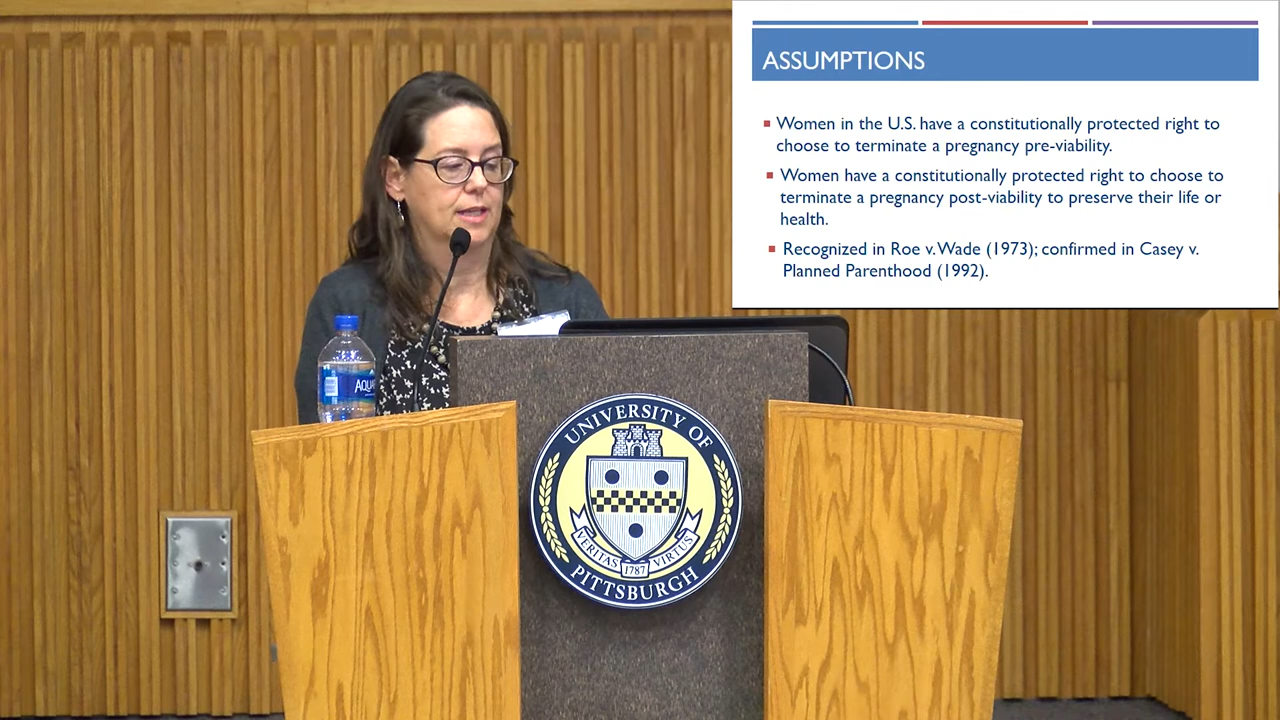 ASSUMPTIONS
Women in the U.S. have a constitutionally protected right to
choose to terminate a pregnancy pre-viability.
Women have a constitutionally protected right to choose to
terminate a pregnancy post-viability to preserve their life or
health.
Recognized in Roe v. Wade (1973); confirmed in Casey v.
Planned Parenthood (1992).
AQUA
UNIVERSITY OF
VERITAS 1787 VIRTUS
PITTSBURGH